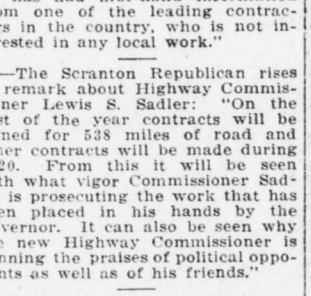 om one of the leading contrac-
rs in the country, who is not in-
rested in any local work."
—The Scranton Republican rises
remark about Highway Commis-
ner Lewis S. Sadler: "On the
st of the year contracts will be
ned for 538 miles of road and
er contracts will be made during
20. From this it will be seen
th what vigor Commissioner Sad-
is prosecuting the work that has
en placed in his hands by the
vernor. It can also be seen why
e new Highway Commissioner is
nning the praises of political oppo-
nts as well as of his friends."